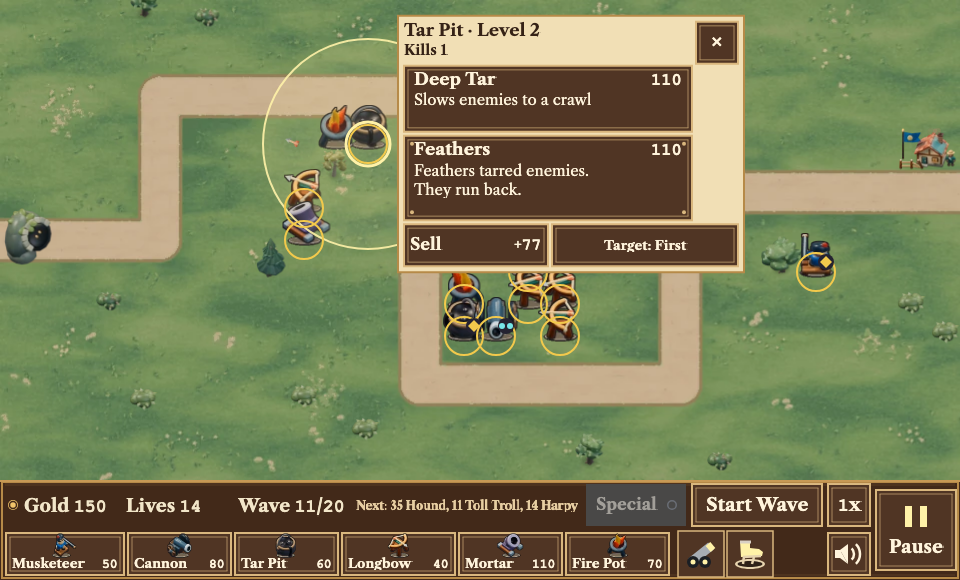 Tar Pit · Level 2
Kills 1
×
Deep Tar 110
Slows enemies to a crawl
Feathers 110
Feathers tarred enemies.
They run back.
Sell +77
Target: First
Gold 150 Lives 14 Wave 11/20 Next: 35 Hound, 11 Toll Troll, 14 Harpy
Special
Start Wave
1x
Pause
Musketeer 50
Cannon 80
Tar Pit 60
Longbow 40
Mortar 110
Fire Pot 70